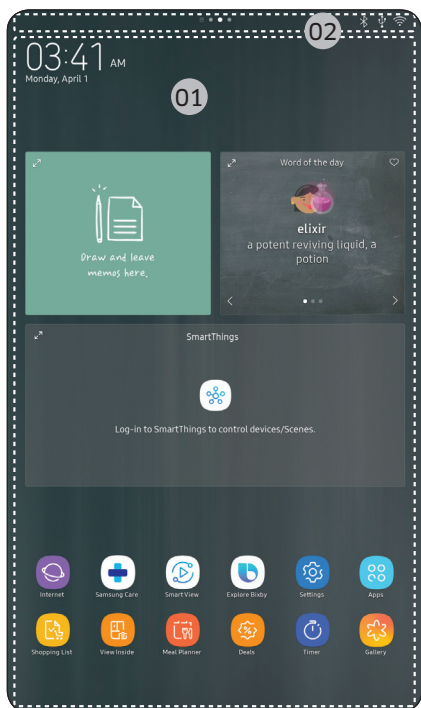 02
03:41 AM
Monday, April 1
01
Draw and leave
memos here.
Word of the day
elixir
a potent reviving liquid, a
potion
SmartThings
Log-in to SmartThings to control devices/Scenes.
Internet
Samsung Care
Smart View
Explore Bixby
Settings
Apps
Shopping List
View Inside
Meal Planner
Deals
Timer
Gallery